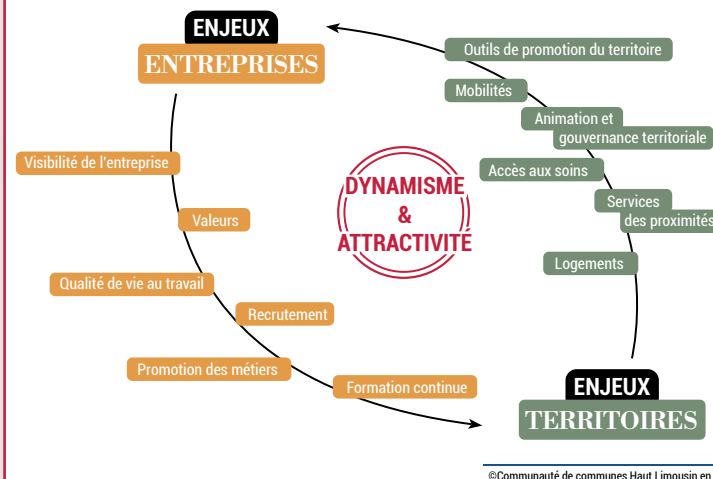 ENJEUX
ENTREPRISES
Visibilité de l'entreprise
Valeurs
Qualité de vie au travail
Recrutement
Promotion des métiers
Formation continue
DYNAMISME
&
ATTRACTIVITÉ
Outils de promotion du territoire
Mobilités
Animation et
gouvernance territoriale
Accès aux soins
Services
des proximités
Logements
ENJEUX
TERRITOIRES
©Communauté de communes Haut Limousin en